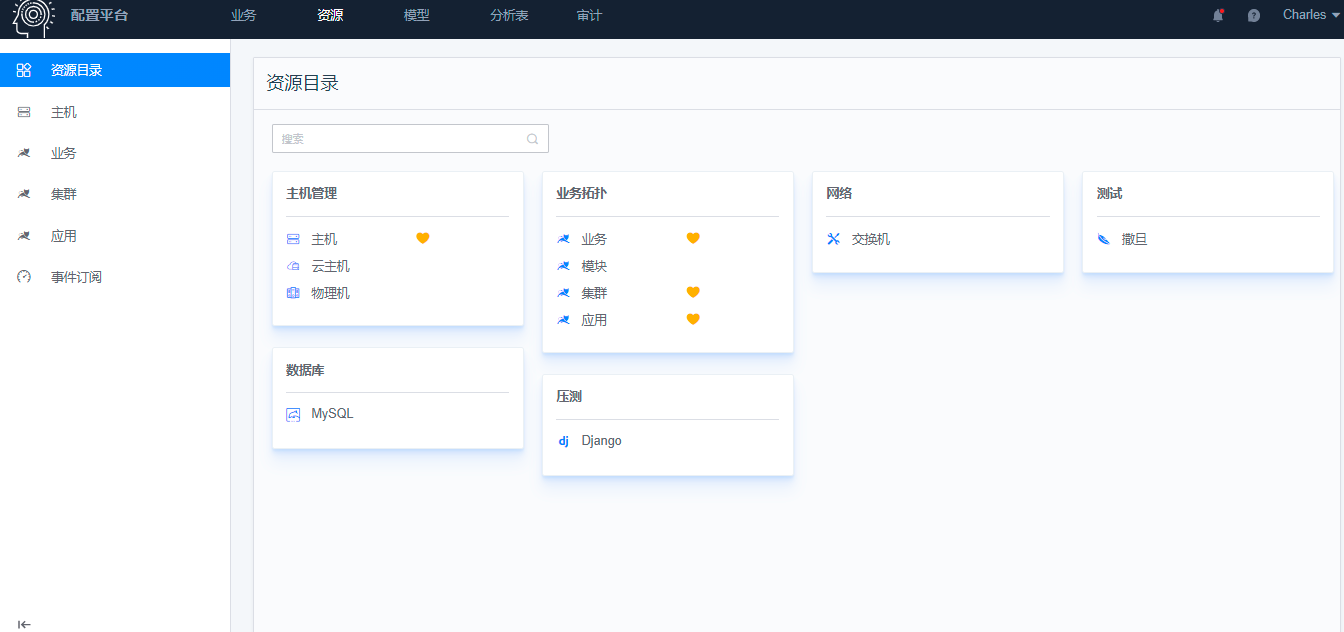 配置平台
业务
资源
模型
分析表
审计
Charles
资源目录
主机
业务
集群
应用
事件订阅
资源目录
搜索
主机管理
主机
云主机
物理机
数据库
MySQL
业务拓扑
业务
模块
集群
应用
压测
dj Django
网络
交换机
测试
撒旦